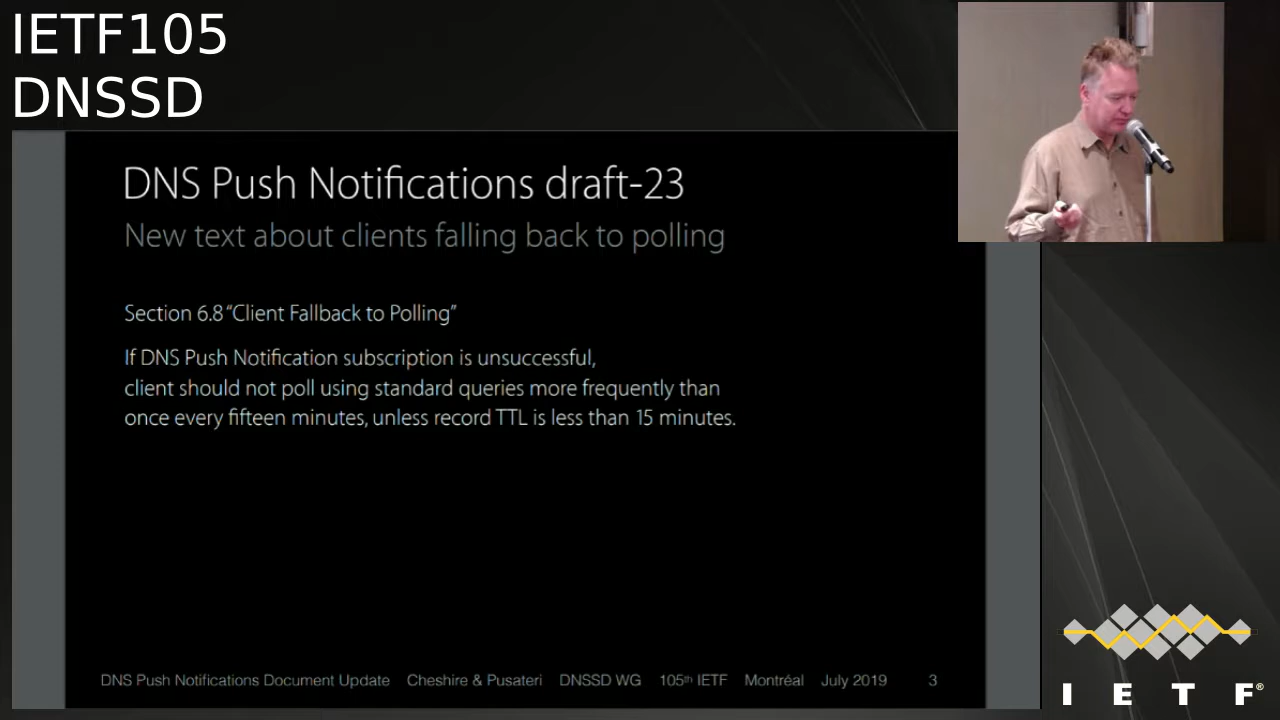 IETF105
DNSSD
DNS Push Notifications draft-23
New text about clients falling back to polling
Section 6.8 “Client Fallback to Polling”
If DNS Push Notification subscription is unsuccessful,
client should not poll using standard queries more frequently than
once every fifteen minutes, unless record TTL is less than 15 minutes.
DNS Push Notifications Document Update Cheshire & Pusateri DNSSD WG 105th IETF Montréal July 2019 3
I E T F®